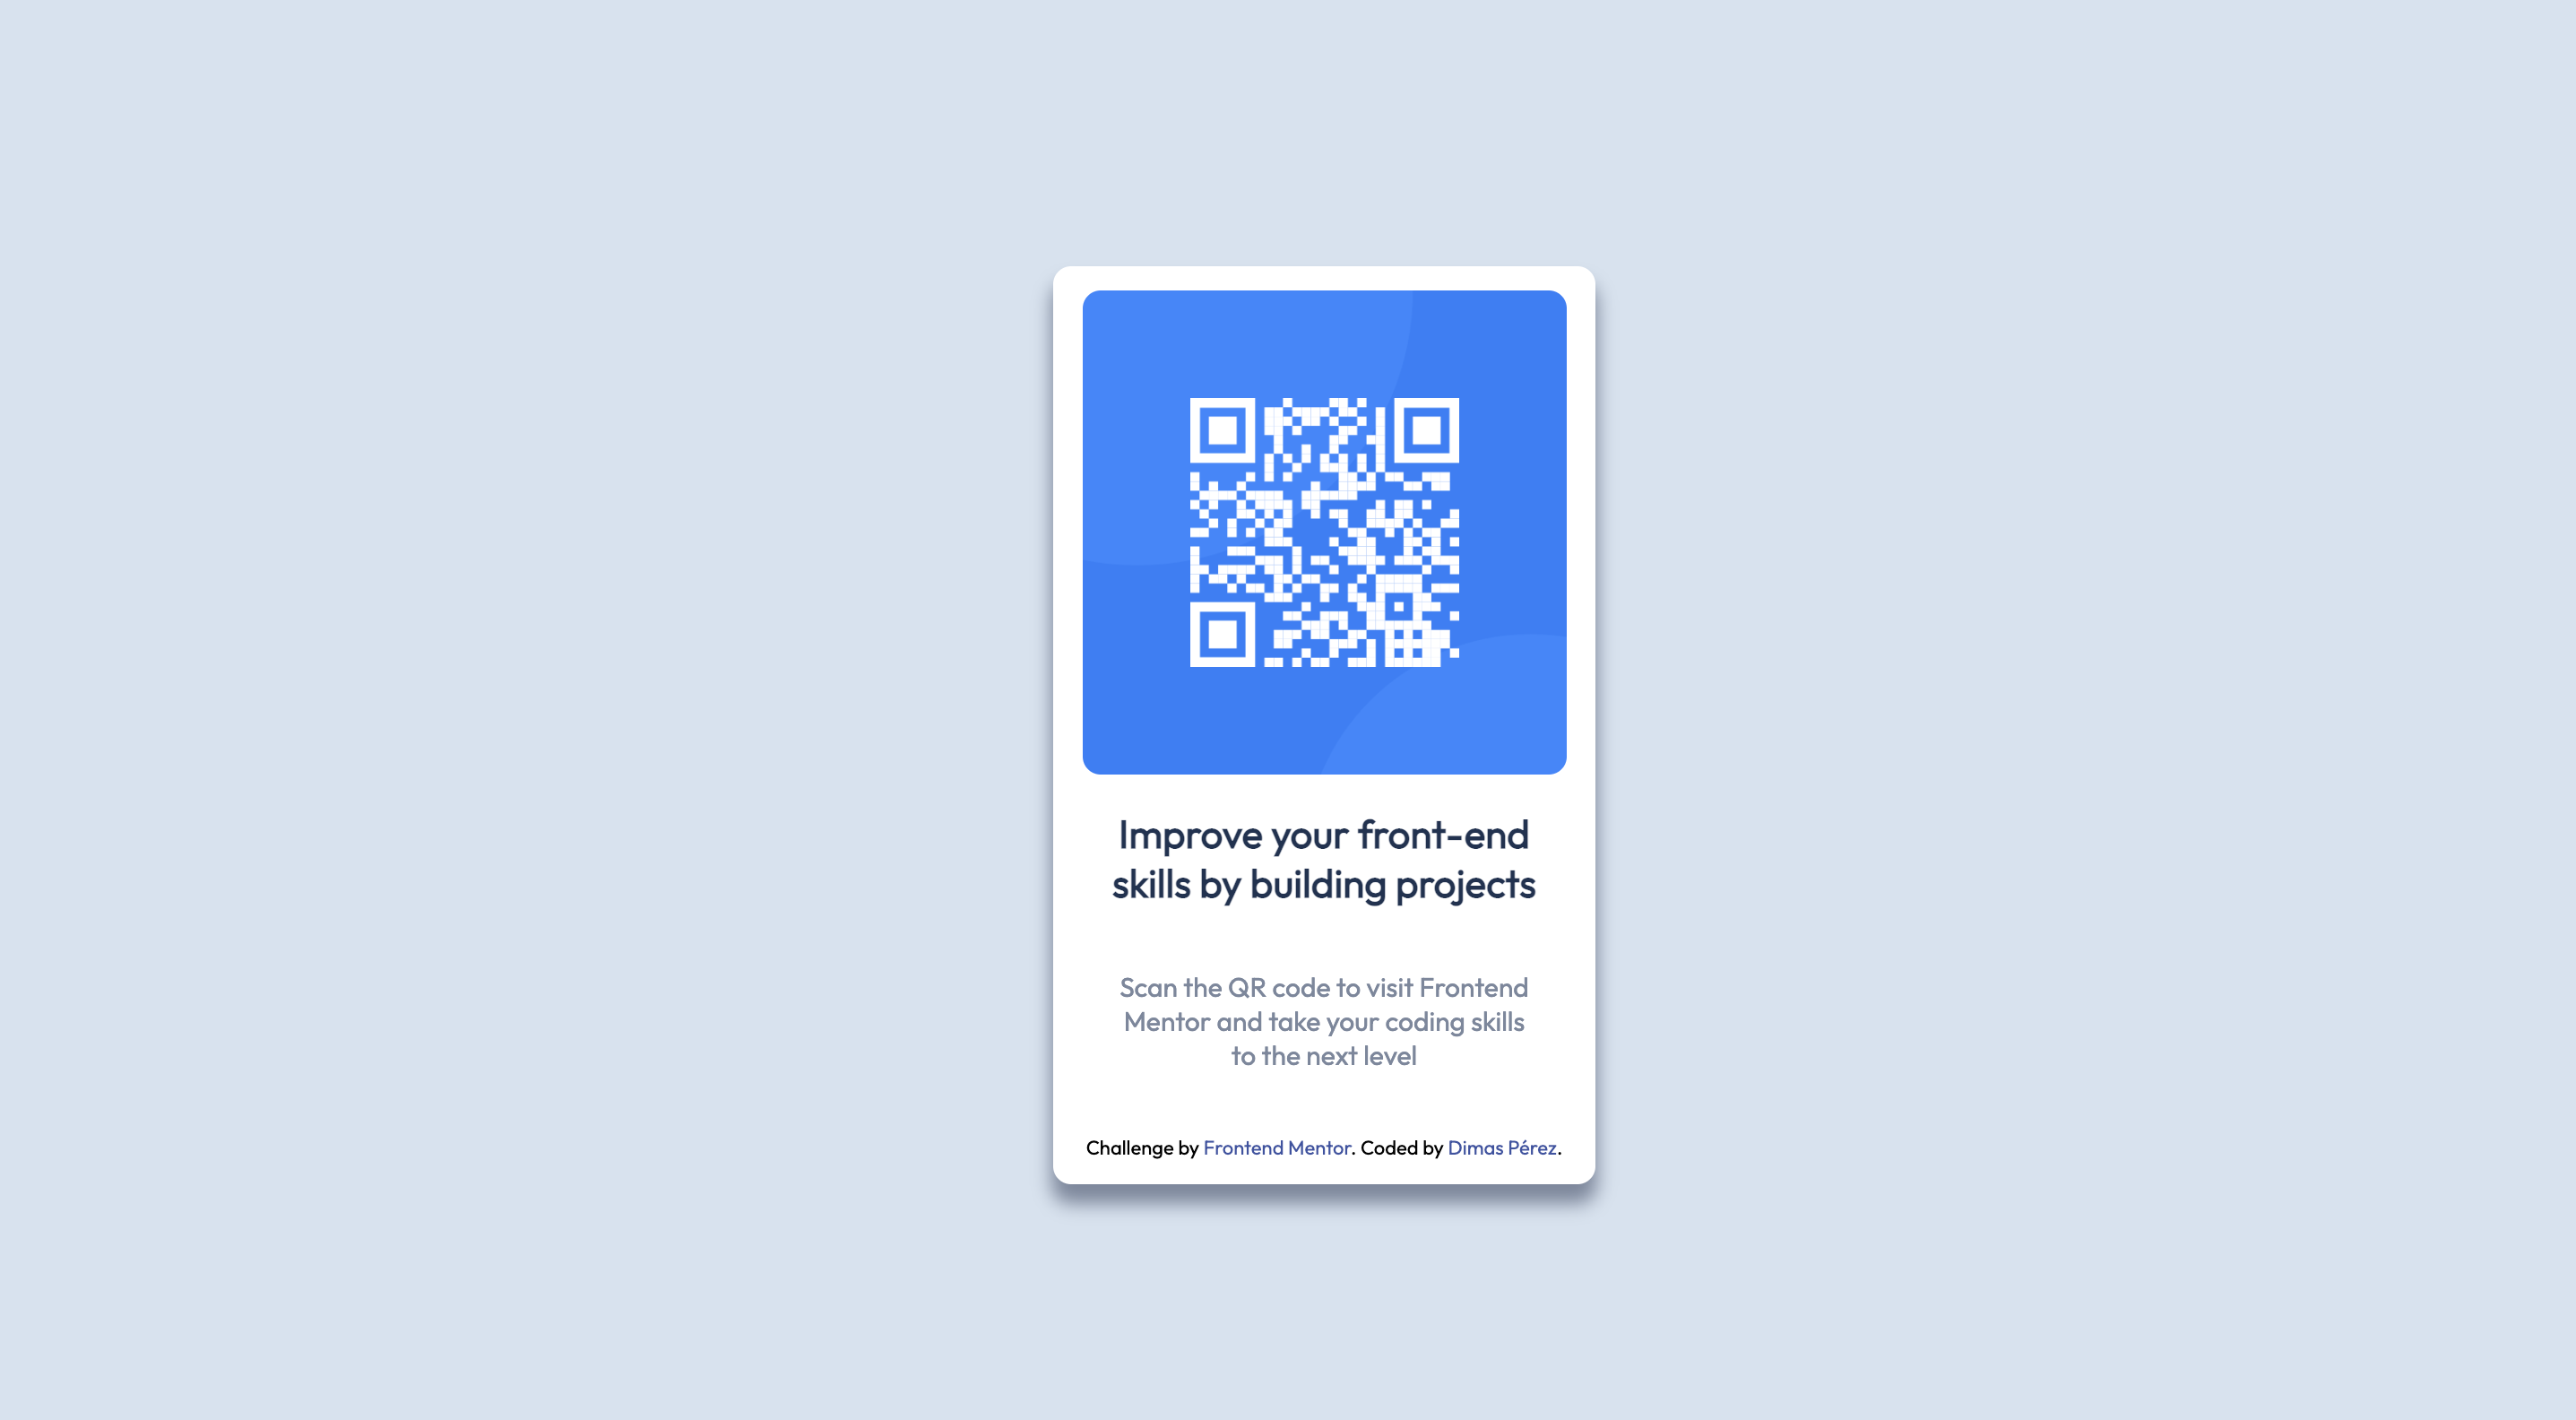 Improve your front-end
skills by building projects
Scan the QR code to visit Frontend
Mentor and take your coding skills
to the next level
Challenge by Frontend Mentor. Coded by Dimas Pérez.